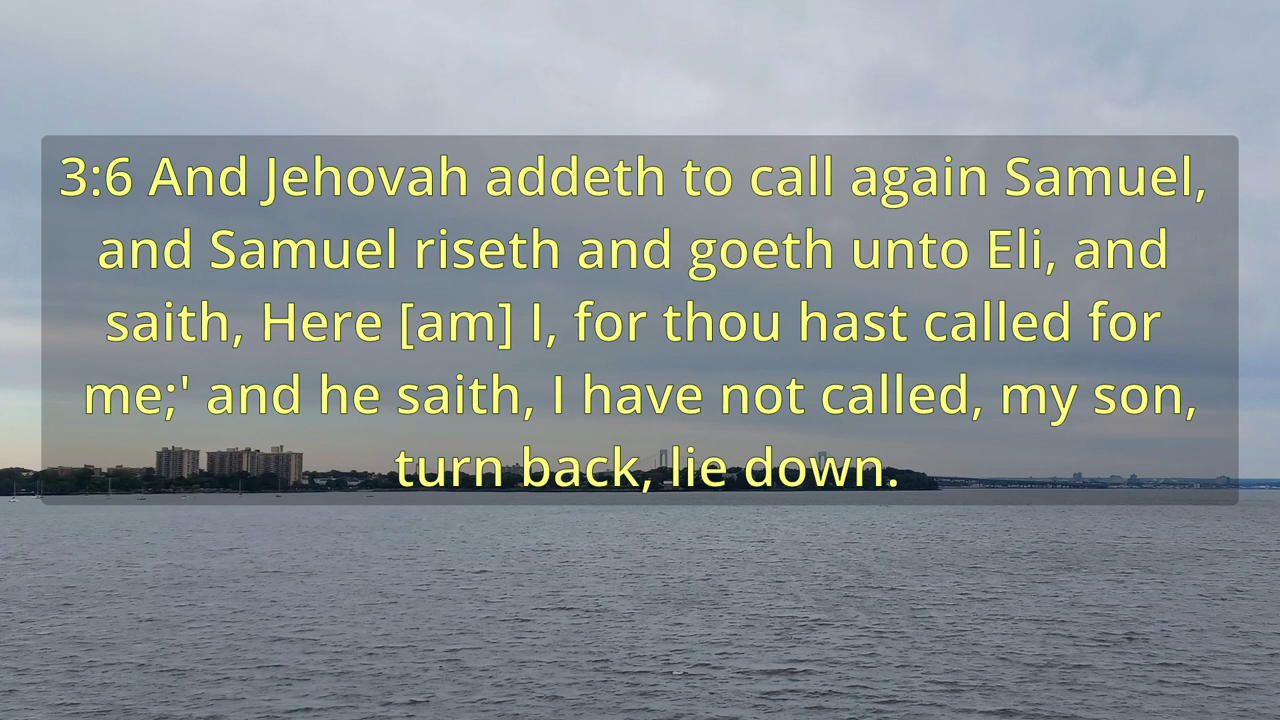 3:6 And Jehovah addeth to call again Samuel,
and Samuel riseth and goeth unto Eli, and
saith, Here [am] I, for thou hast called for
me;' and he saith, I have not called, my son,
turn back, lie down.